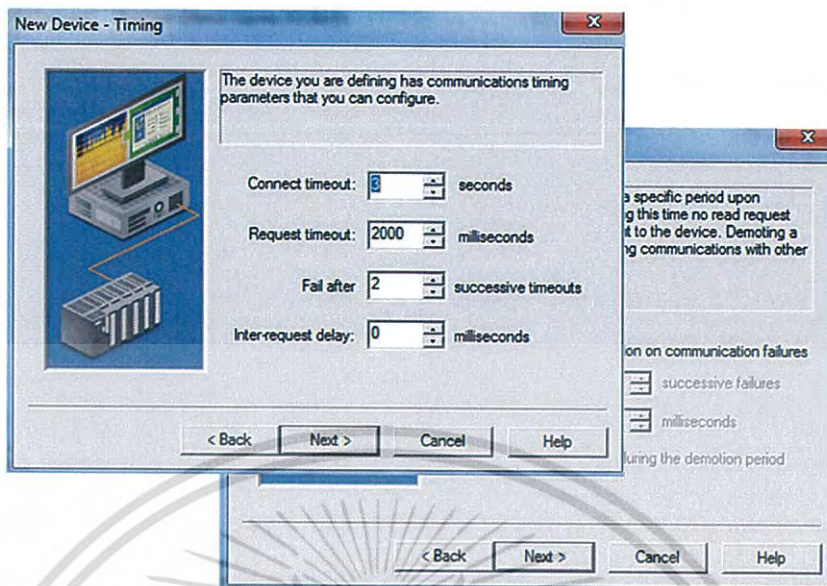 New Device - Timing
The device you are defining has communications timing
parameters that you can configure.
Connect timeout: 3 seconds
Request timeout: 2000 milliseconds
Fail after 2 successive timeouts
Inter-request delay: 0 milliseconds
< Back Next > Cancel Help
a specific period upon
g this time no read request
nt to the device. Demoting a
ng communications with other
on on communication failures
successive failures
milliseconds
during the demotion period
< Back Next > Cancel Help